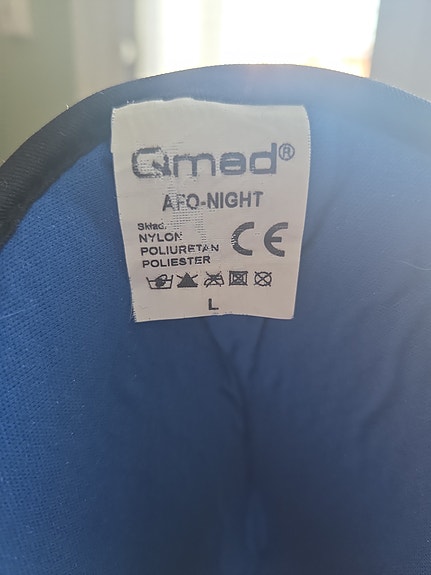 Qmed®
AFO-NIGHT
Skład:
NYLON
POLIURETAN
POLIESTER
CE
L